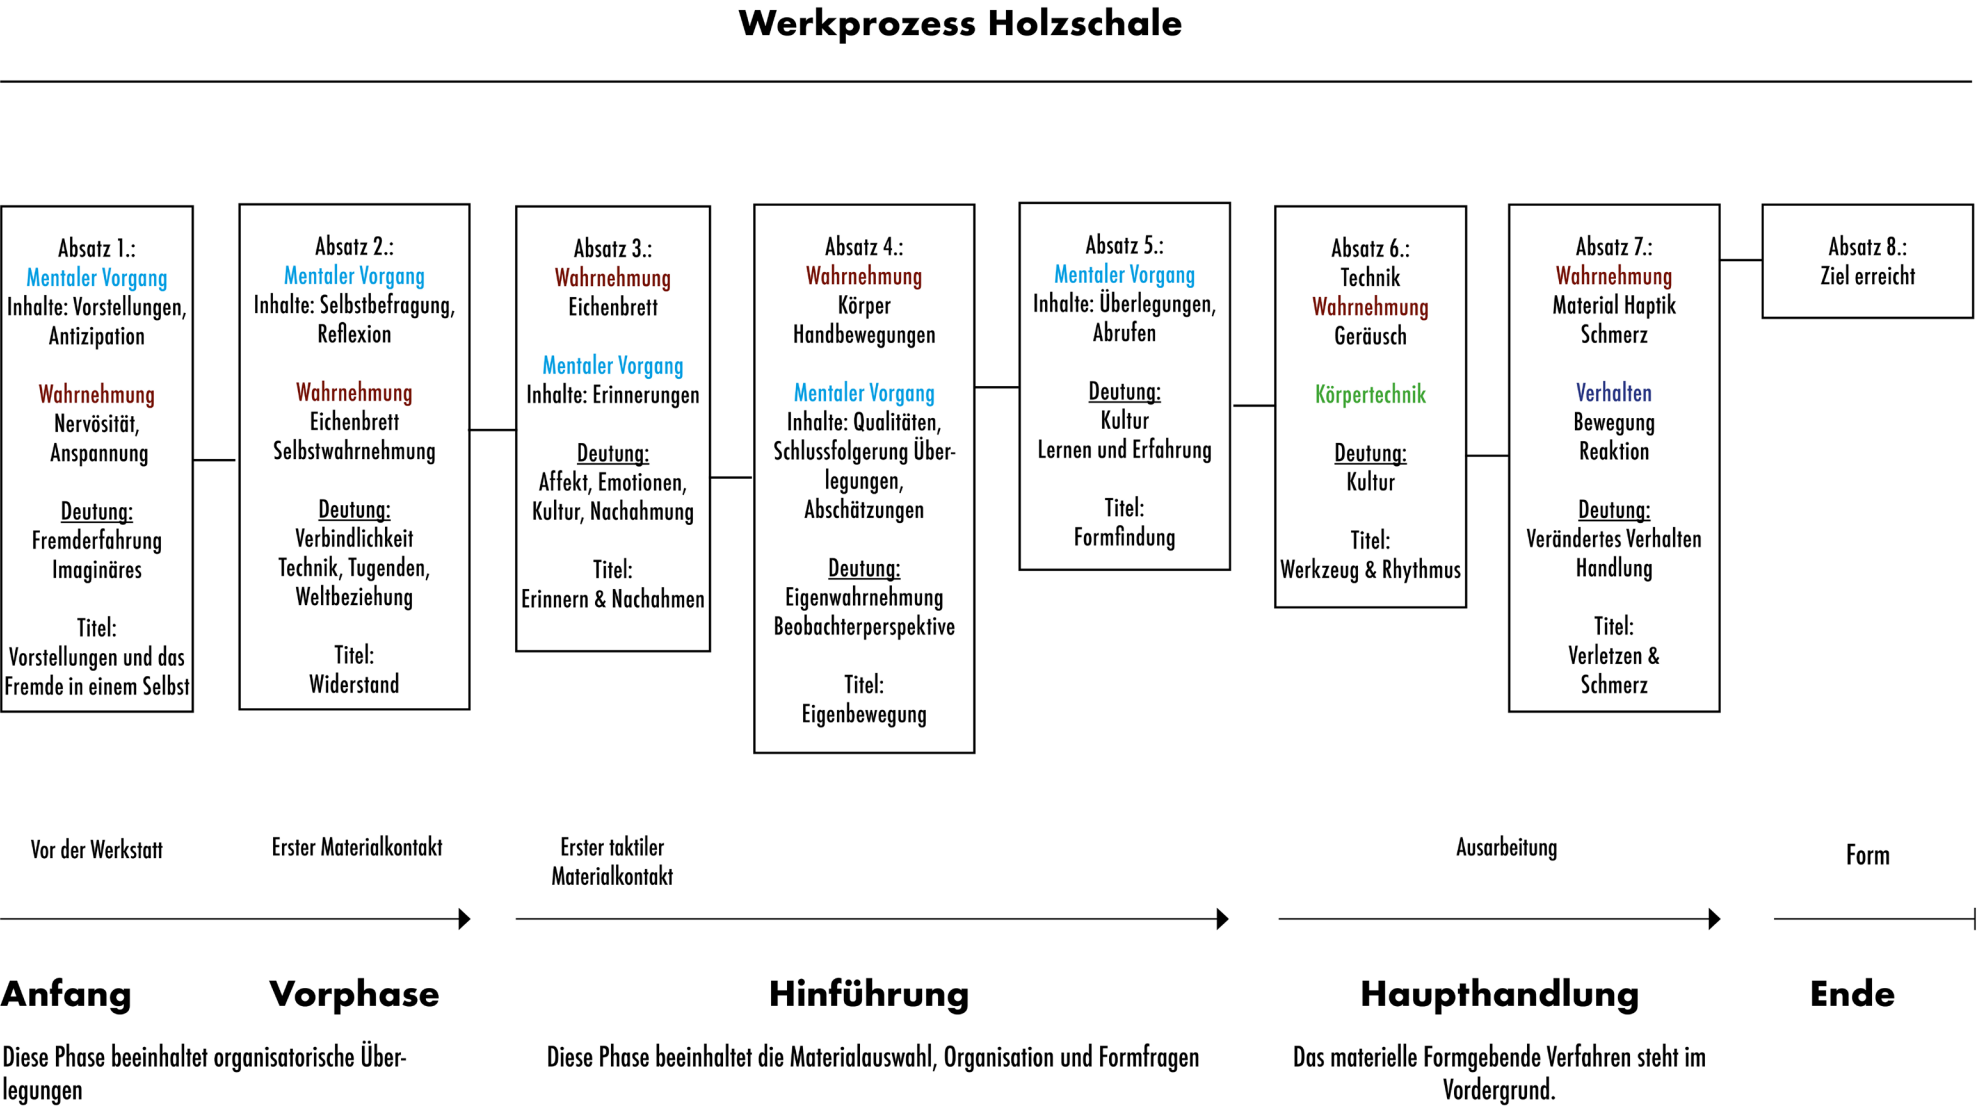 Werkprozess Holzschale
Absatz 1.:
Mentaler Vorgang
Inhalte: Vorstellungen,
Antizipation
Wahrnehmung
Nervösität,
Anspannung
Deutung:
Fremderfahrung
Imaginäres
Titel:
Vorstellungen und das
Fremde in einem Selbst
Absatz 2.:
Mentaler Vorgang
Inhalte: Selbstbefragung,
Reflexion
Wahrnehmung
Eichenbrett
Selbstwahrnehmung
Deutung:
Verbindlichkeit
Technik, Tugenden,
Weltbeziehung
Titel:
Widerstand
Absatz 3.:
Wahrnehmung
Eichenbrett
Mentaler Vorgang
Inhalte: Erinnerungen
Deutung:
Affekt, Emotionen,
Kultur, Nachahmung
Titel:
Erinnern & Nachahmen
Absatz 4.:
Wahrnehmung
Körper
Handbewegungen
Mentaler Vorgang
Inhalte: Qualitäten,
Schlussfolgerung Über-
legungen,
Abschätzungen
Deutung:
Eigenwahrnehmung
Beobachterperspektive
Titel:
Eigenbewegung
Absatz 5.:
Mentaler Vorgang
Inhalte: Überlegungen,
Abrufen
Deutung:
Kultur
Lernen und Erfahrung
Titel:
Formfindung
Absatz 6.:
Technik
Wahrnehmung
Geräusch
Körpertechnik
Deutung:
Kultur
Titel:
Werkzeug & Rhythmus
Absatz 7.:
Wahrnehmung
Material Haptik
Schmerz
Verhalten
Bewegung
Reaktion
Deutung:
Verändertes Verhalten
Handlung
Titel:
Verletzen &
Schmerz
Absatz 8.:
Ziel erreicht
Vor der Werkstatt
Erster Materialkontakt
Erster taktiler
Materialkontakt
Ausarbeitung
Form
Anfang
Vorphase
Hinführung
Haupthandlung
Ende
Diese Phase beeinhaltet organisatorische Über-
legungen
Diese Phase beeinhaltet die Materialauswahl, Organisation und Formfragen
Das materielle Formgebende Verfahren steht im
Vordergrund.